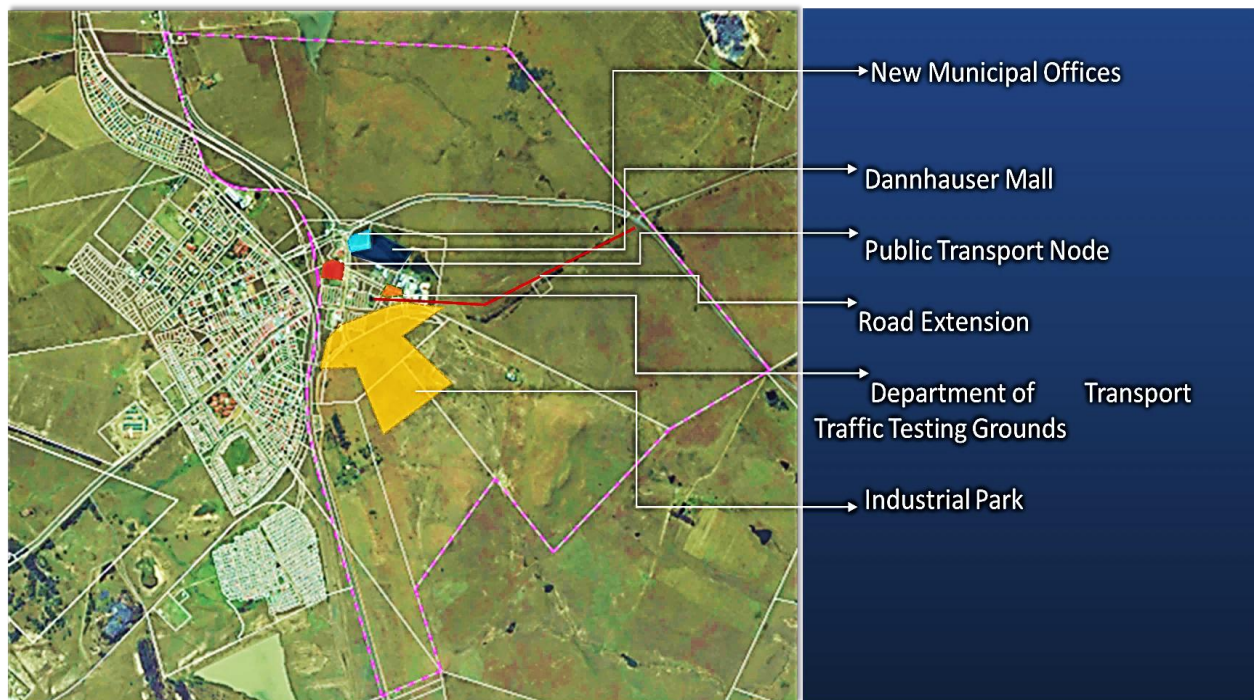 New Municipal Offices
Dannhauser Mall
Public Transport Node
Road Extension
Department of Transport
Traffic Testing Grounds
Industrial Park